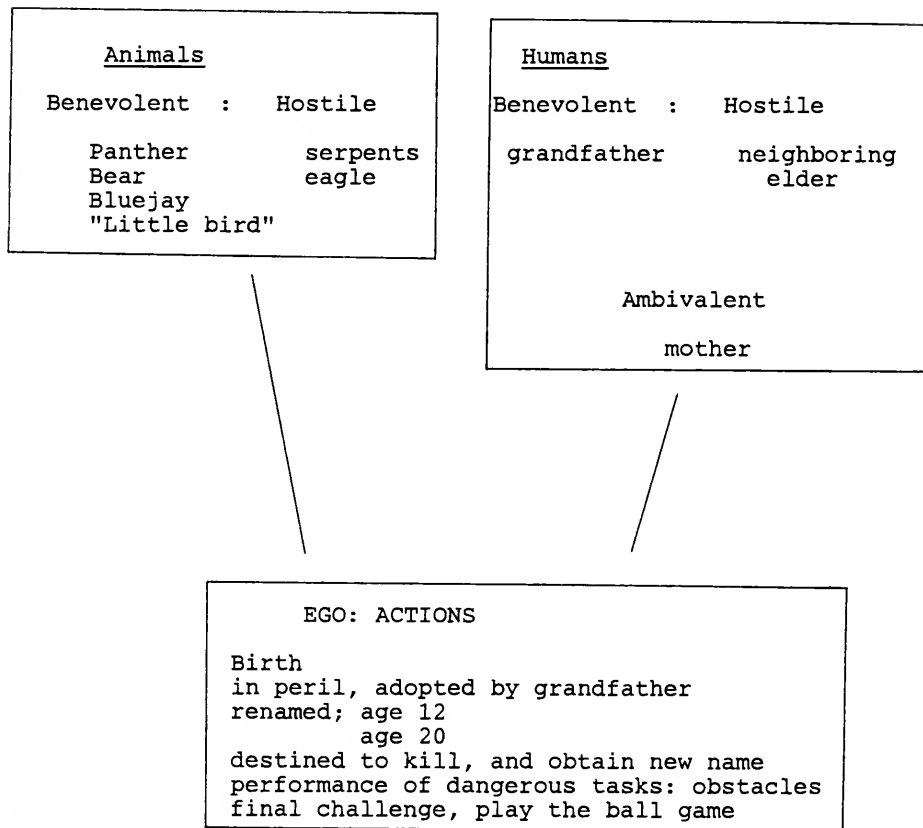 Animals
Benevolent : Hostile
Panther serpents
Bear eagle
Bluejay
"Little bird"
Humans
Benevolent : Hostile
grandfather neighboring
elder
Ambivalent
mother
EGO: ACTIONS
Birth
in peril, adopted by grandfather
renamed; age 12
age 20
destined to kill, and obtain new name
performance of dangerous tasks: obstacles
final challenge, play the ball game